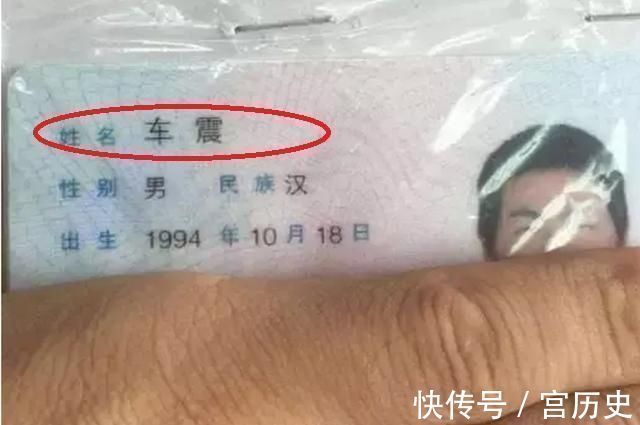 姓名 车震
性别 男 民族 汉
出生 1994 年 10 月 18 日
快传号 / 宫历史